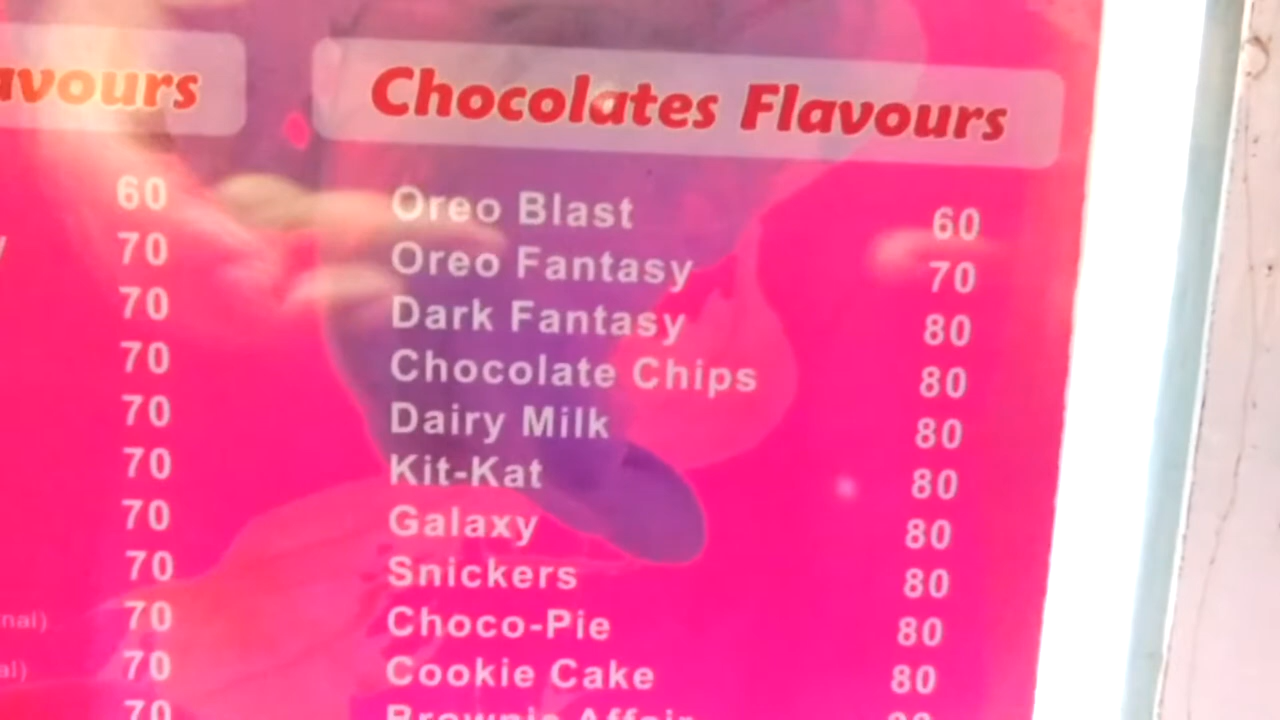 Chocolates Flavours
60
70
70
70
70
70
70
70
nal) 70
al) 70
70
Oreo Blast 60
Oreo Fantasy 70
Dark Fantasy 80
Chocolate Chips 80
Dairy Milk 80
Kit-Kat 80
Galaxy 80
Snickers 80
Choco-Pie 80
Cookie Cake 80
Brownie Affair